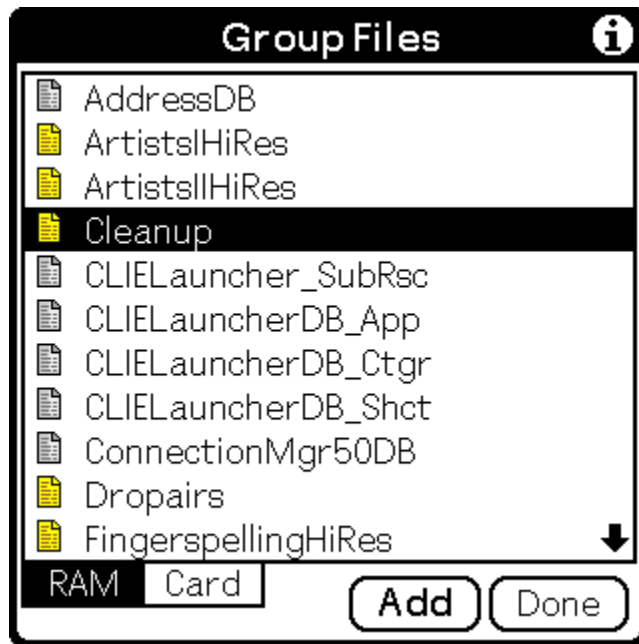 Group Files
AddressDB
ArtistsIHiRes
ArtistsIIHiRes
Cleanup
CLIELauncher_SubRsc
CLIELauncherDB_App
CLIELauncherDB_Ctgr
CLIELauncherDB_Shct
ConnectionMgr50DB
Dropairs
FingerspellingHiRes
RAM Card Add Done